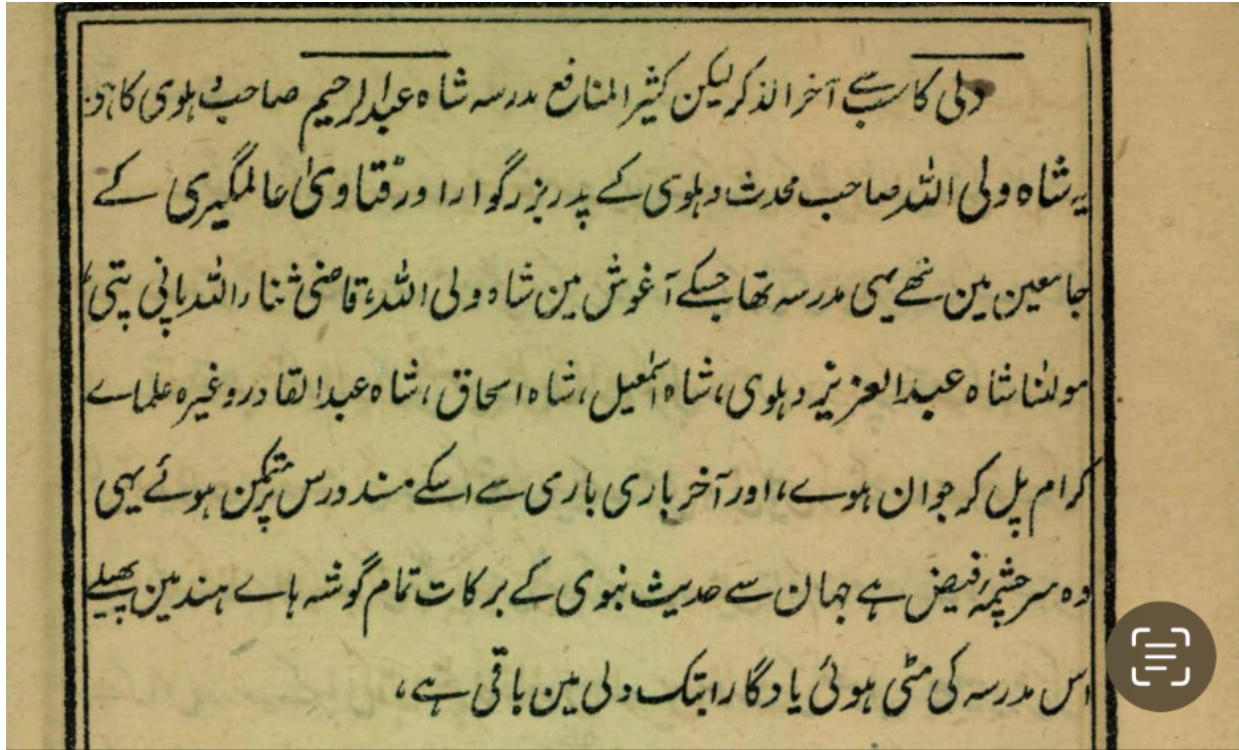 دلی کا سب سے آخر الذکر لیکن کثیر المنافع مدرسہ شاہ عبدالرحیم صاحب دہلوی کا ہی،
یہ شاہ ولی اللہ صاحب محدث دہلوی کے پدر بزرگوار اور فتاویٰ عالمگیری کے
جامعین مین تھے یہی مدرسہ تھا جسکے آغوش مین شاہ ولی اللہ، قاضی ثناء اللہ پانی پتی،
مولٰنا شاہ عبدالعزیز دہلوی، شاہ اسمٰعیل، شاہ اسحاق، شاہ عبدالقادر وغیرہ علماے
کرام پل کر جوان ہوے، اور آخر باری باری سے اسکے مسند درس پر متمکن ہوئے یہی
وہ سرچشمۂ فیض ہے جہان سے حدیث نبوی کے برکات تمام گوشہ ہاے ہند مین پھیلے
اس مدرسہ کی مٹی ہوئی یادگار ابتک دلی مین باقی ہے،